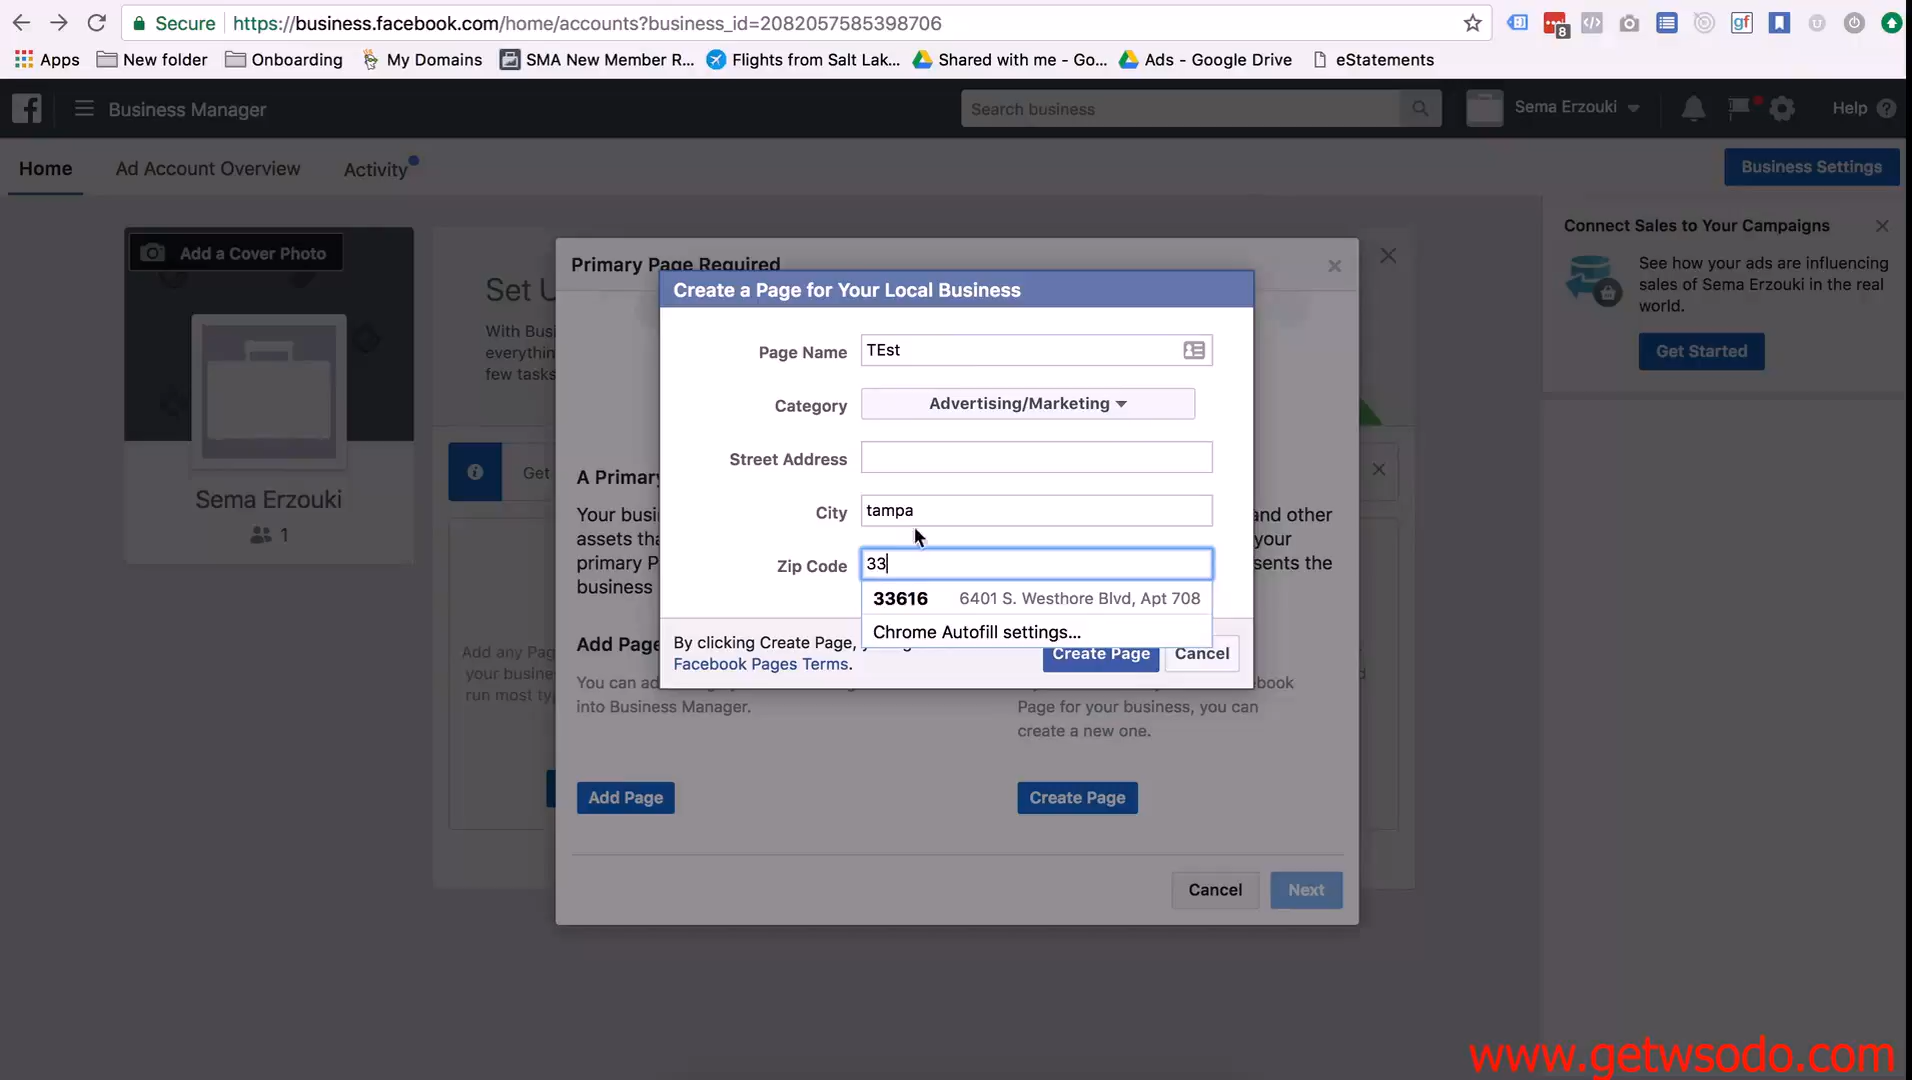 Secure https://business.facebook.com/home/accounts?business_id=2082057585398706
8
gf
Apps New folder Onboarding My Domains SMA New Member R... Flights from Salt Lak... Shared with me - Go... Ads - Google Drive eStatements
Business Manager Search business Sema Erzouki Help
Home Ad Account Overview Activity Business Settings
Add a Cover Photo
Sema Erzouki
1
Set U
With Busi
everythin
few tasks
Get
Add any Pag
your busine
run most typ
Primary Page Required
Create a Page for Your Local Business
Page Name TEst
Category Advertising/Marketing
Street Address
City tampa
Zip Code 33
33616 6401 S. Westhore Blvd, Apt 708
Chrome Autofill settings...
By clicking Create Page,
Facebook Pages Terms.
Create Page Cancel
A Primary
Your busi and other
assets tha your
primary P sents the
business
Add Page
You can ad
into Business Manager.
ebook
Page for your business, you can
create a new one.
Add Page Create Page
Cancel Next
Connect Sales to Your Campaigns
See how your ads are influencing
sales of Sema Erzouki in the real
world.
Get Started
www.getwsodo.com